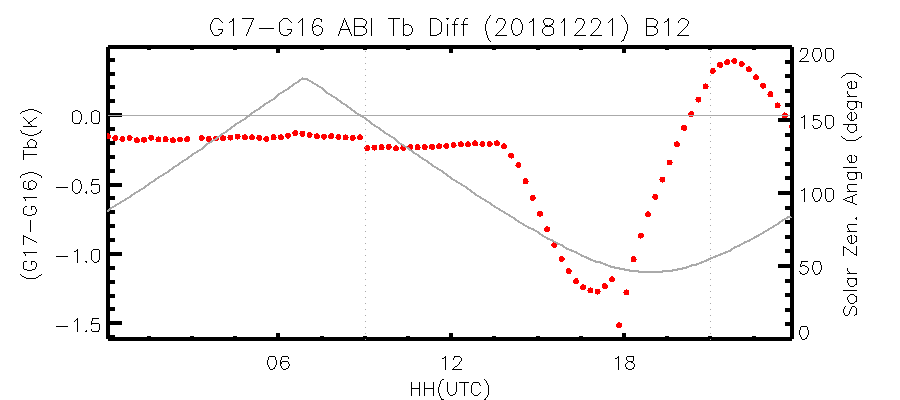 G17-G16 ABI Tb Diff (20181221) B12
(G17-G16) Tb(K)
0.0
-0.5
-1.0
-1.5
200
150
100
50
0
Solar Zen. Angle (degre)
06 12 18
HH(UTC)